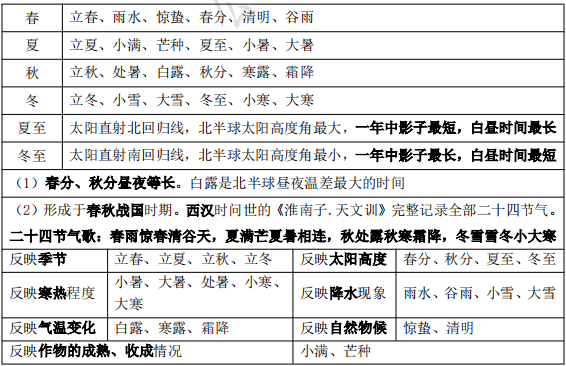 春 立春、雨水、惊蛰、春分、清明、谷雨
夏 立夏、小满、芒种、夏至、小暑、大暑
秋 立秋、处暑、白露、秋分、寒露、霜降
冬 立冬、小雪、大雪、冬至、小寒、大寒
夏至 太阳直射北回归线，北半球太阳高度角最大，一年中影子最短，白昼时间最长
冬至 太阳直射南回归线，北半球太阳高度角最小，一年中影子最长，白昼时间最短
（1）春分、秋分昼夜等长。白露是北半球昼夜温差最大的时间
（2）形成于春秋战国时期。西汉时问世的《淮南子.天文训》完整记录全部二十四节气。
二十四节气歌：春雨惊春清谷天，夏满芒夏暑相连，秋处露秋寒霜降，冬雪雪冬小大寒
反映季节 立春、立夏、立秋、立冬 反映太阳高度 春分、秋分、夏至、冬至
反映寒热程度 小暑、大暑、处暑、小寒、
大寒 反映降水现象 雨水、谷雨、小雪、大雪
反映气温变化 白露、寒露、霜降 反映自然物候 惊蛰、清明
反映作物的成熟、收成情况 小满、芒种